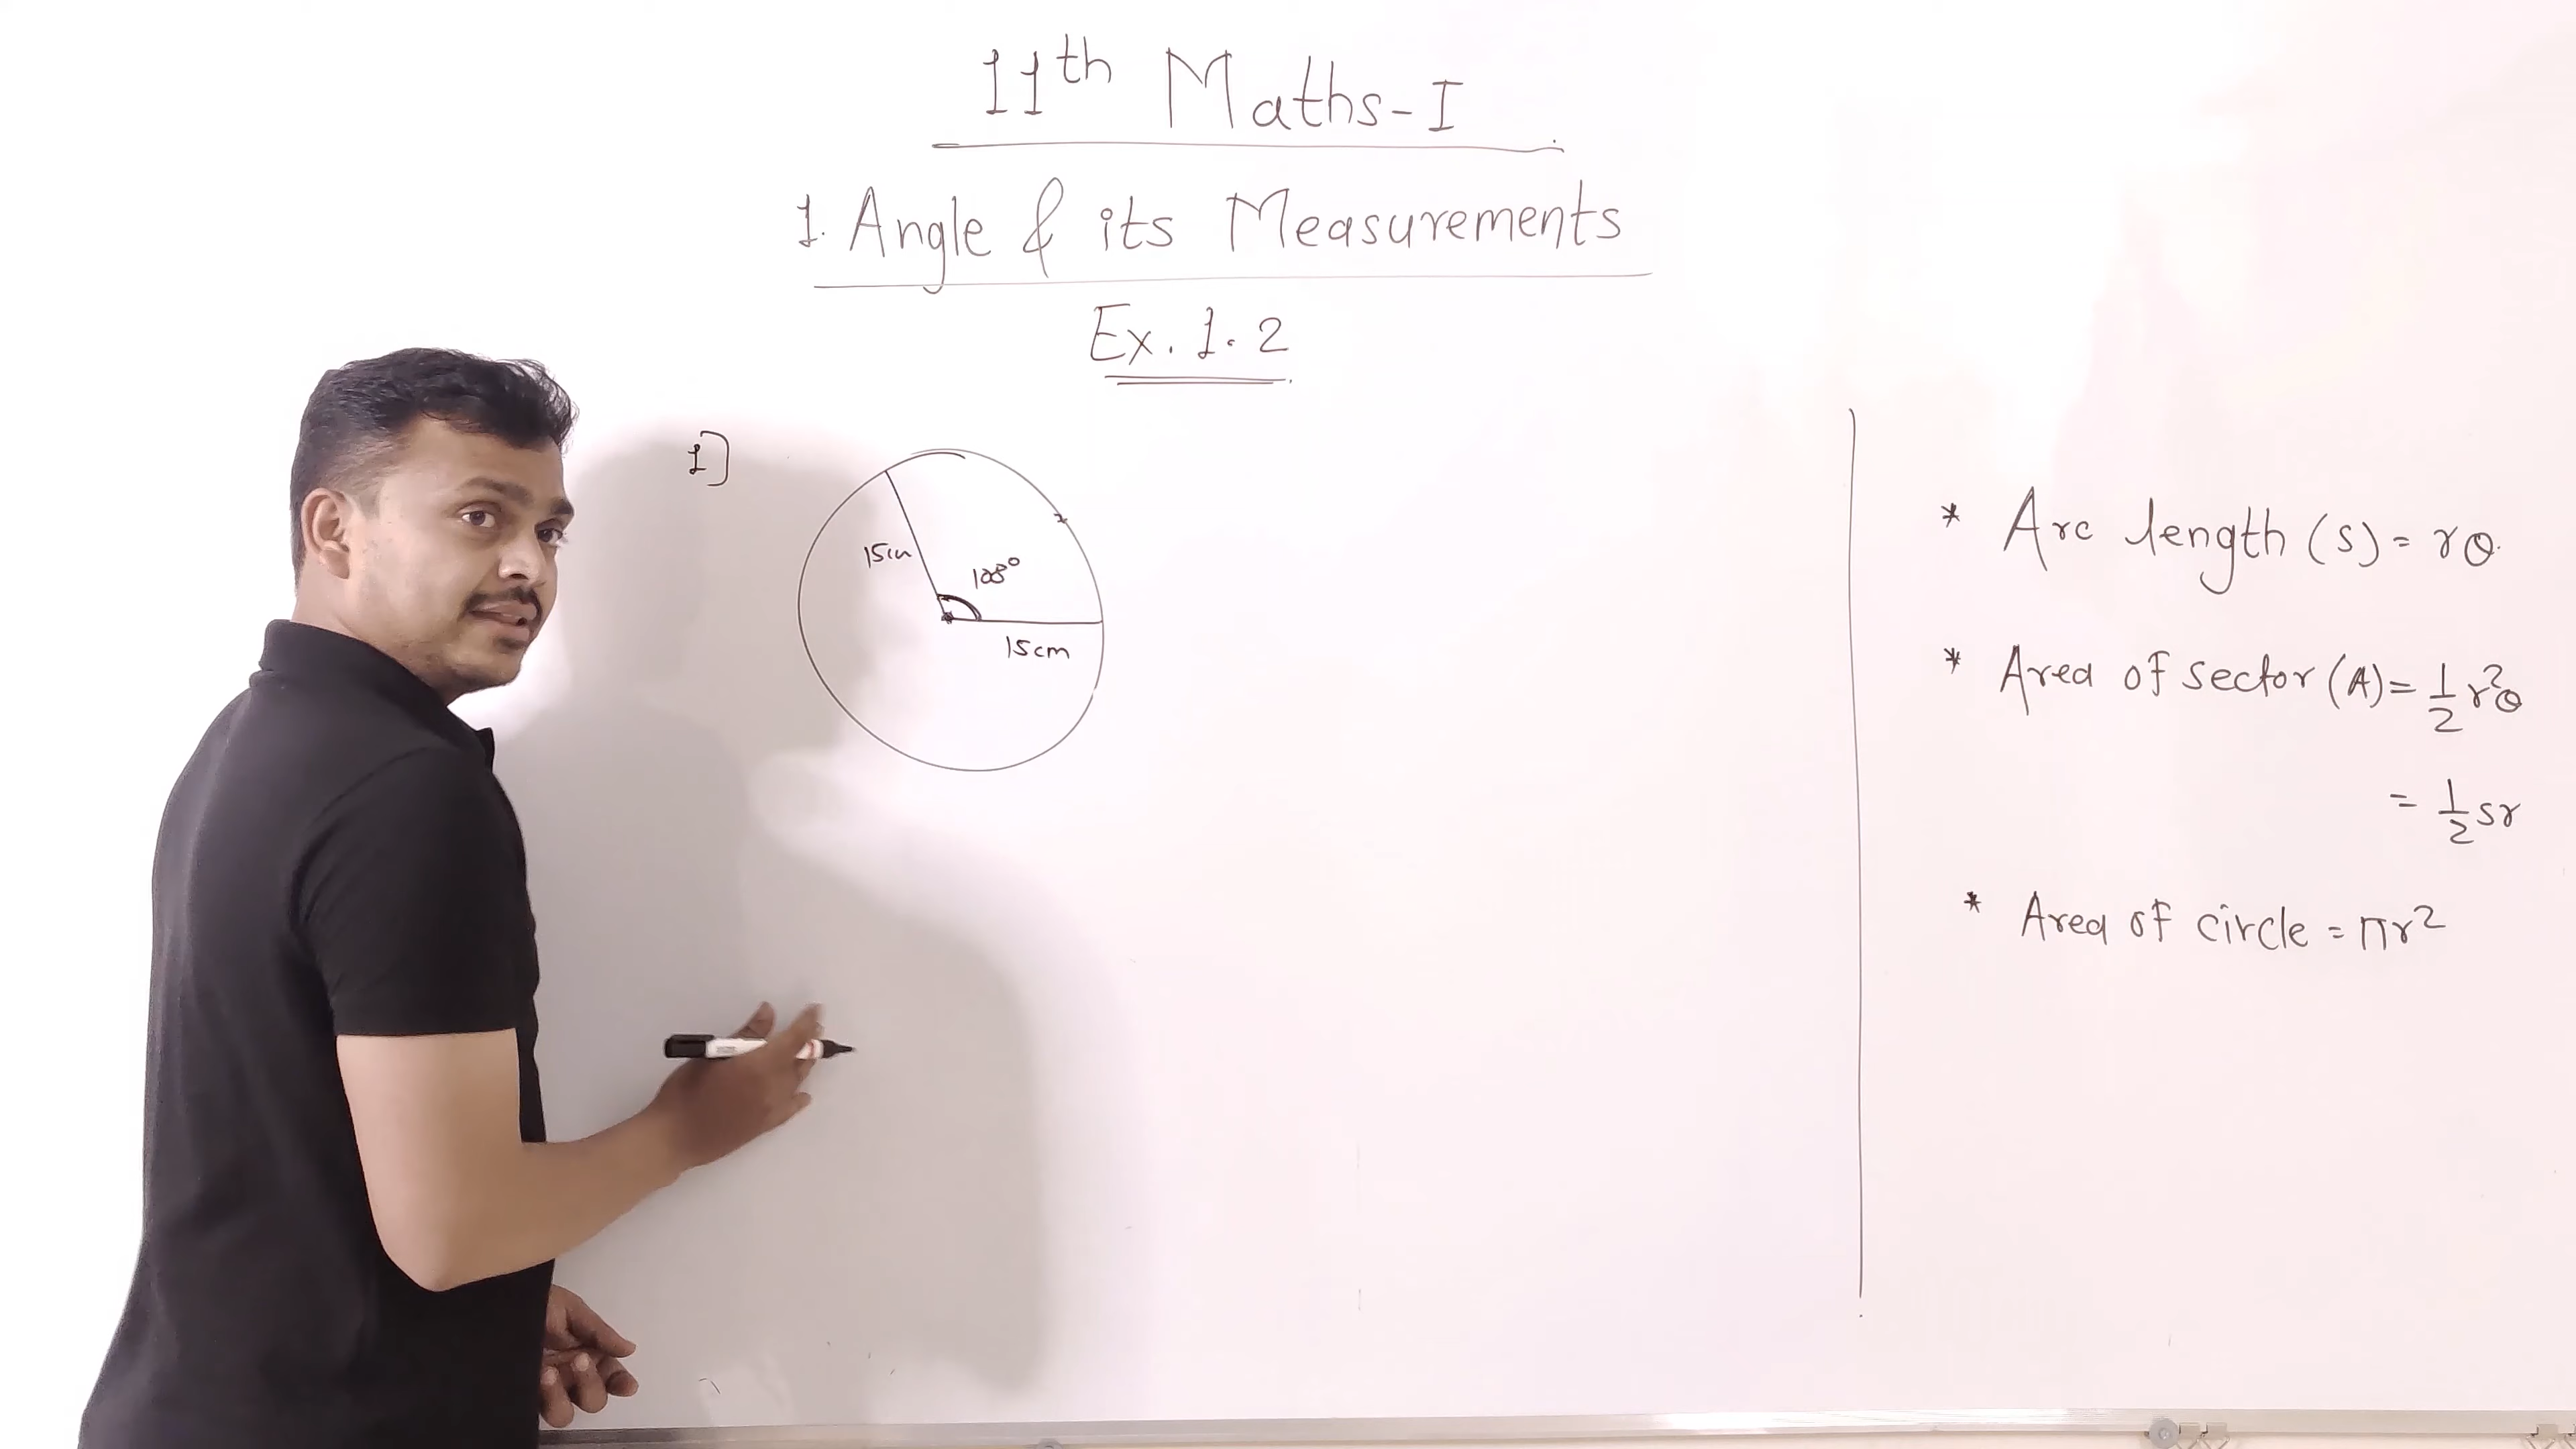 11th Maths-I
1. Angle & its Measurements
Ex. 1. 2
1]
15cm
108°
15cm
* Arc length (s) = rθ
* Area of sector (A) = 1/2 r²θ
= 1/2 sr
* Area of circle = πr²